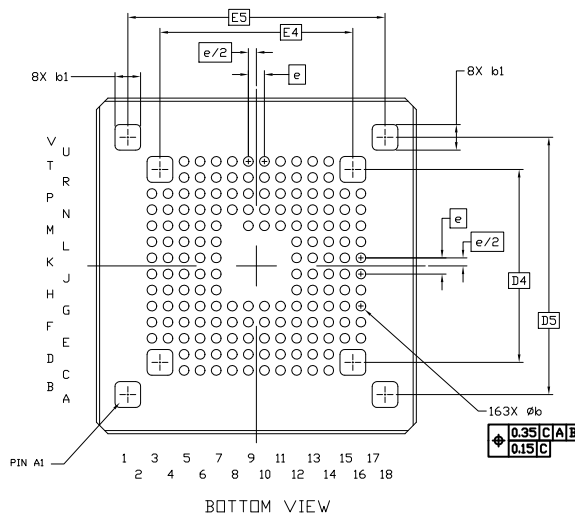 E5
E4
e/2
e
8X b1
8X b1
V
U
T
R
P
N
M
L
K
J
H
G
F
E
D
C
B
A
e
e/2
D4
D5
163X Øb
⌖ 0.35 C A B
0.15 C
PIN A1
1 3 5 7 9 11 13 15 17
2 4 6 8 10 12 14 16 18
BOTTOM VIEW